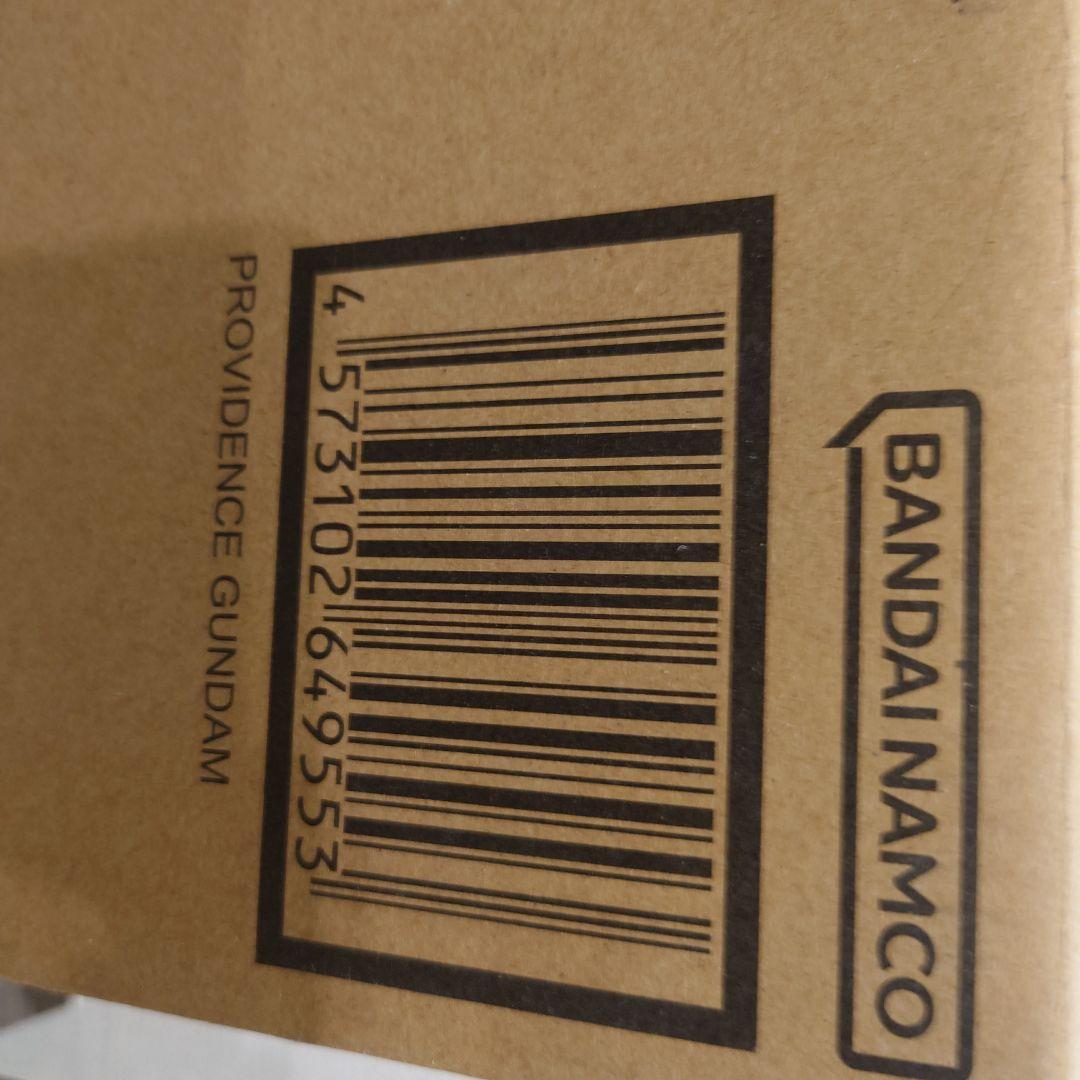 BANDAI NAMCO
4 573102 649553
PROVIDENCE GUNDAM